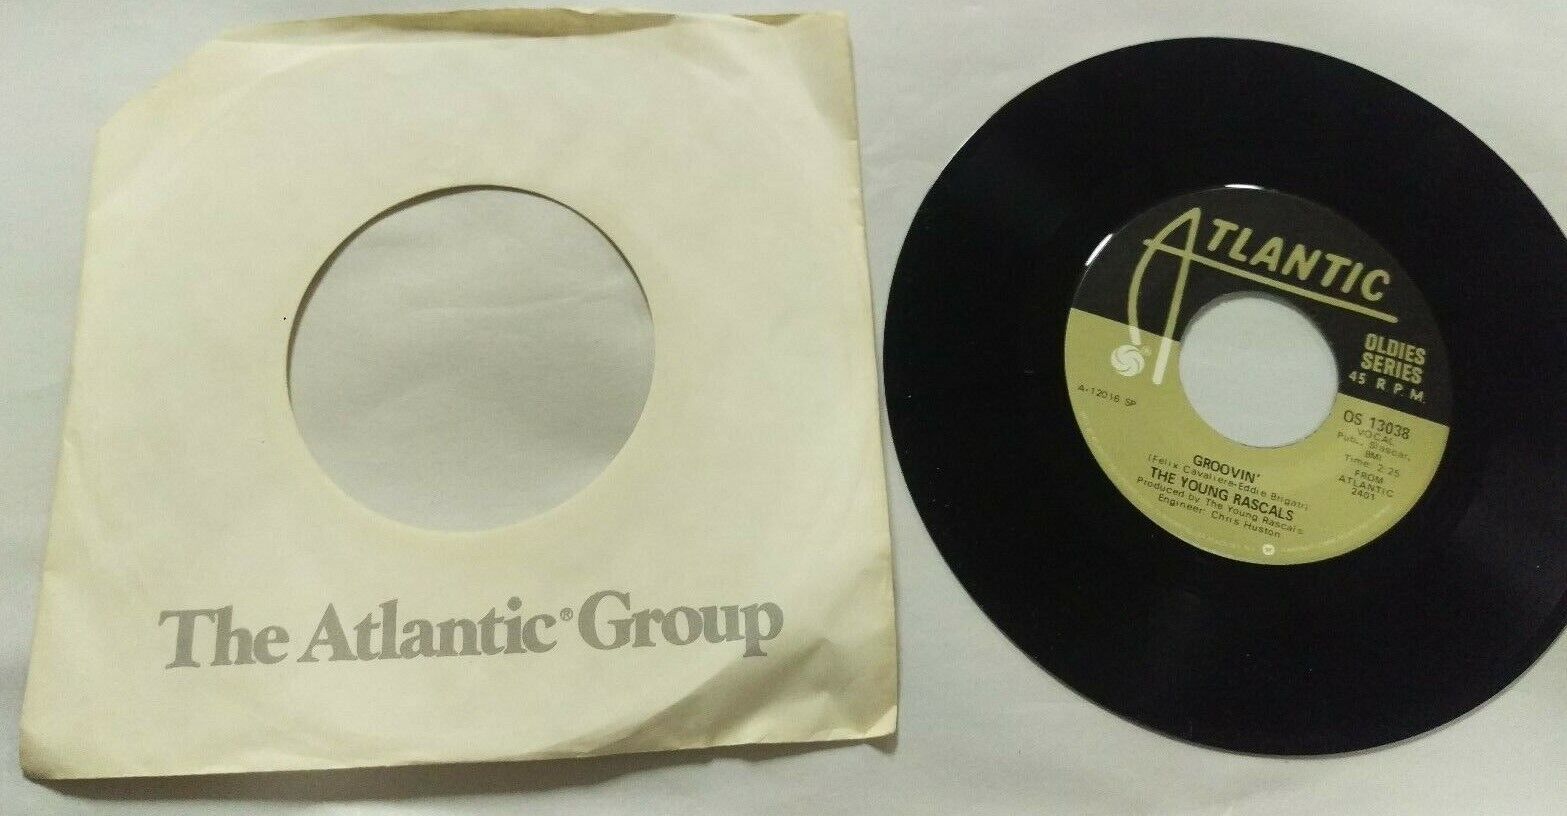 The Atlantic® Group
ATLANTIC
OLDIES
SERIES
45 R.P.M.
A-12016 SP
OS 13038
VOCAL
BMI
Time: 2:25
FROM
ATLANTIC
2401
GROOVIN'
(Felix Cavaliere-Eddie Brigati)
THE YOUNG RASCALS
Produced by The Young Rascals
Engineer: Chris Huston